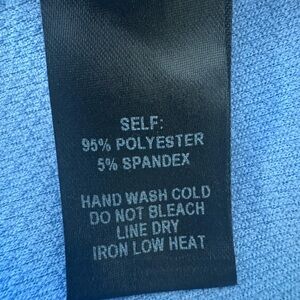 SELF:
95% POLYESTER
5% SPANDEX
HAND WASH COLD
DO NOT BLEACH
LINE DRY
IRON LOW HEAT